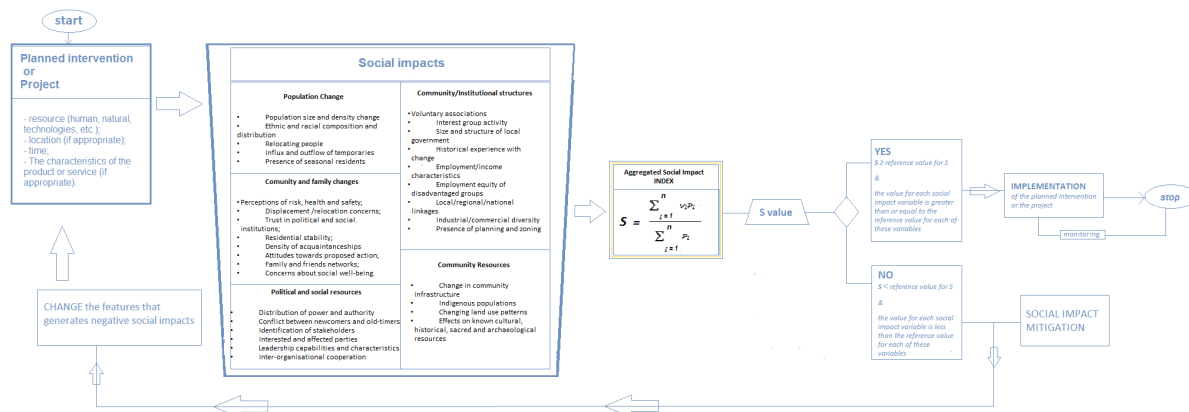 start
Planned intervention
or
Project
- resource (human, natural,
technologies, etc.);
- location (if appropriate);
- time;
- The characteristics of the
product or service (if
appropriate).
Social impacts
Population Change
• Population size and density change
• Ethnic and racial composition and
distribution
• Relocating people
• Influx and outflow of temporaries
• Presence of seasonal residents
Comunity and family changes
•Perceptions of risk, health and safety;
• Displacement/relocation concerns;
• Trust in political and social.
institutions;
• Residential stability;
• Density of acquaintanceships
• Attitudes towards proposed action;
• Family and friends networks;
• Concerns about social well-being.
Political and social resources
• Distribution of power and authority
• Conflict between newcomers and old-timers
• Identification of stakeholders
• Interested and affected parties
• Leadership capabilities and characteristics
• Inter-organisational cooperation
Community/Institutional structures
•Voluntary associations
• Interest group activity
• Size and structure of local
government
• Historical experience with
change
• Employment/income
characteristics
• Employment equity of
disadvantaged groups
• Local/regional/national
linkages
• Industrial/commercial diversity
• Presence of planning and zoning
Community Resources
• Change in community
infrastructure
• Indigenous populations
• Changing land use patterns
• Effects on known cultural,
historical, sacred and archaeological
resources
Aggregated Social Impact
INDEX
S = ∑ n i=1 vᵢpᵢ / ∑ n i=1 pᵢ
S value
YES
S ≥ reference value for S
&
the value for each social
impact variable is greater
than or equal to the
reference value for each of
these variables
NO
S < reference value for S
&
the value for each social
impact variable is less
than the reference value
for each of these
variables
IMPLEMENTATION
of the planned intervention
or the project
stop
monitoring
SOCIAL IMPACT
MITIGATION
CHANGE the features that
generates negative social impacts